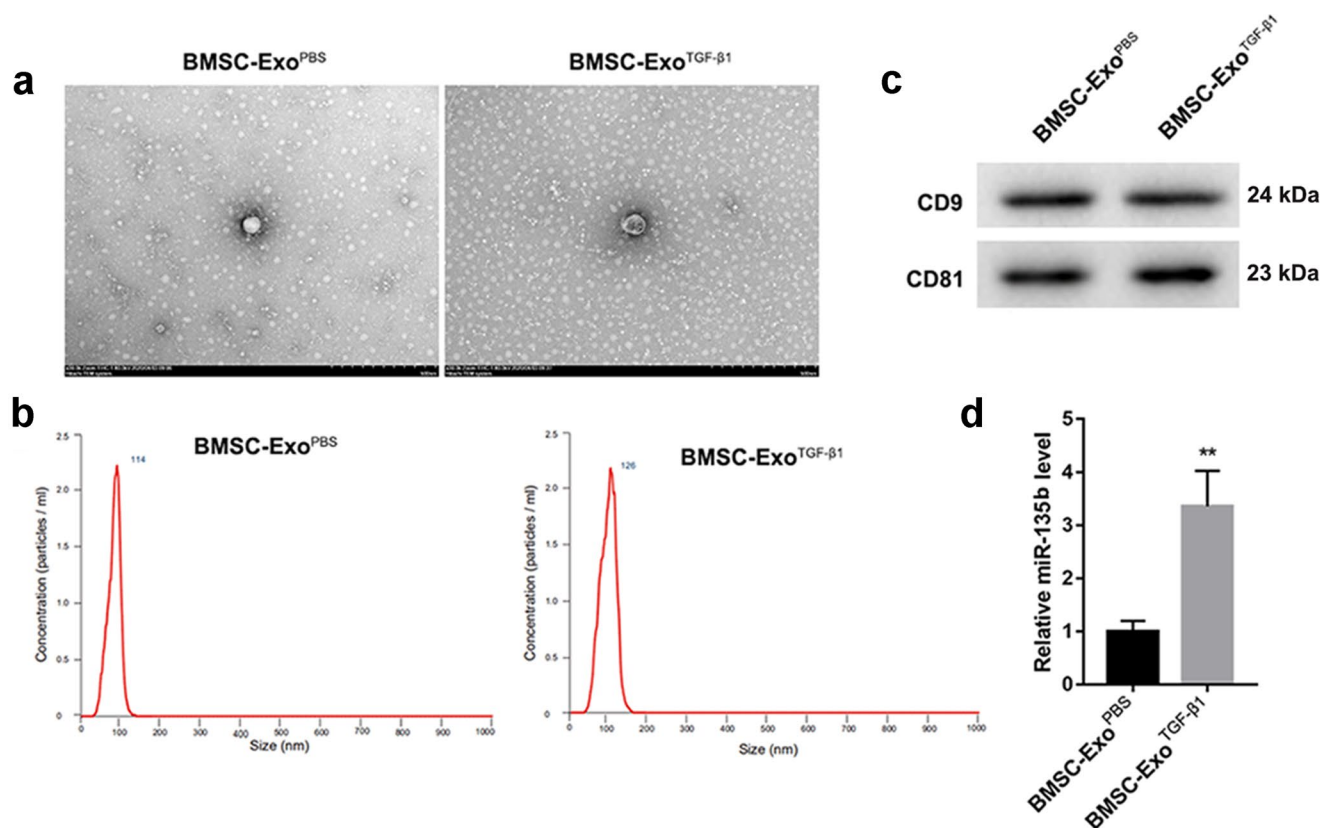 a
BMSC-Exo^PBS
BMSC-Exo^TGF-β1
b
2.5
2.0
1.5
1.0
0.5
0
Concentration (particles / ml)
BMSC-Exo^PBS
114
0 100 200 300 400 500 600 700 800 900 1000
Size (nm)
2.5
2.0
1.5
1.0
0.5
0
Concentration (particles / ml)
BMSC-Exo^TGF-β1
126
0 100 200 300 400 500 600 700 800 900 1000
Size (nm)
c
BMSC-Exo^PBS
BMSC-Exo^TGF-β1
CD9
24 kDa
CD81
23 kDa
d
Relative miR-135b level
5
4
3
2
1
0
**
BMSC-Exo^PBS
BMSC-Exo^TGF-β1